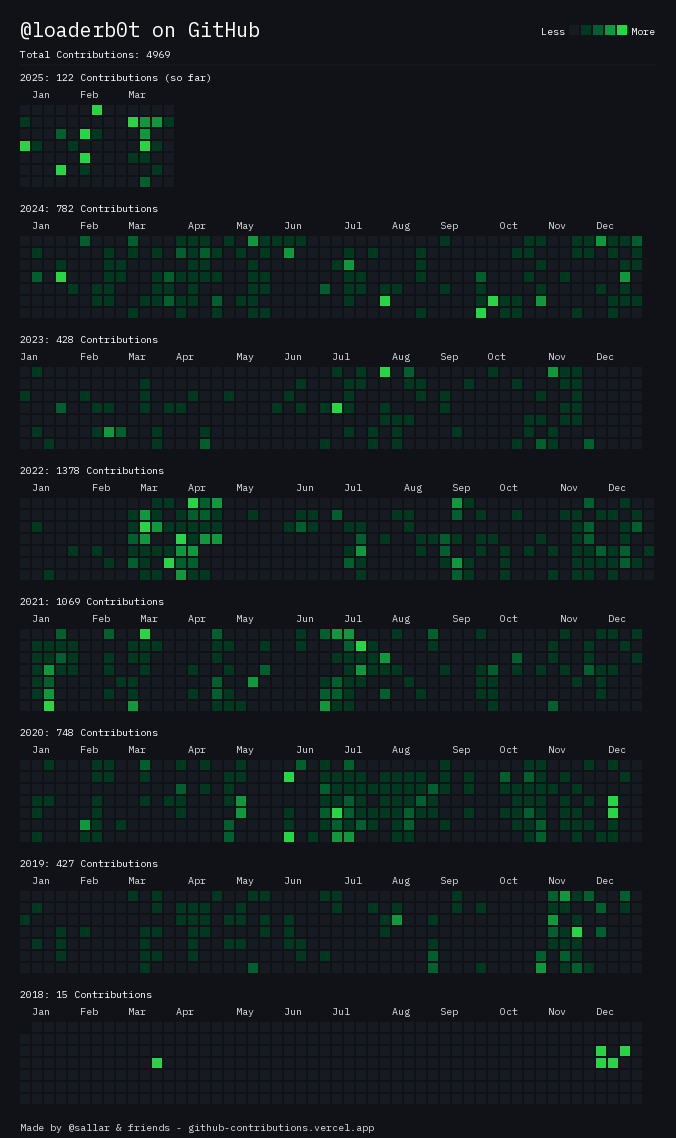 @loaderb0t on GitHub
Less More
Total Contributions: 4969
2025: 122 Contributions (so far)
Jan Feb Mar
2024: 782 Contributions
Jan Feb Mar Apr May Jun Jul Aug Sep Oct Nov Dec
2023: 428 Contributions
Jan Feb Mar Apr May Jun Jul Aug Sep Oct Nov Dec
2022: 1378 Contributions
Jan Feb Mar Apr May Jun Jul Aug Sep Oct Nov Dec
2021: 1069 Contributions
Jan Feb Mar Apr May Jun Jul Aug Sep Oct Nov Dec
2020: 748 Contributions
Jan Feb Mar Apr May Jun Jul Aug Sep Oct Nov Dec
2019: 427 Contributions
Jan Feb Mar Apr May Jun Jul Aug Sep Oct Nov Dec
2018: 15 Contributions
Jan Feb Mar Apr May Jun Jul Aug Sep Oct Nov Dec
Made by @sallar & friends - github-contributions.vercel.app